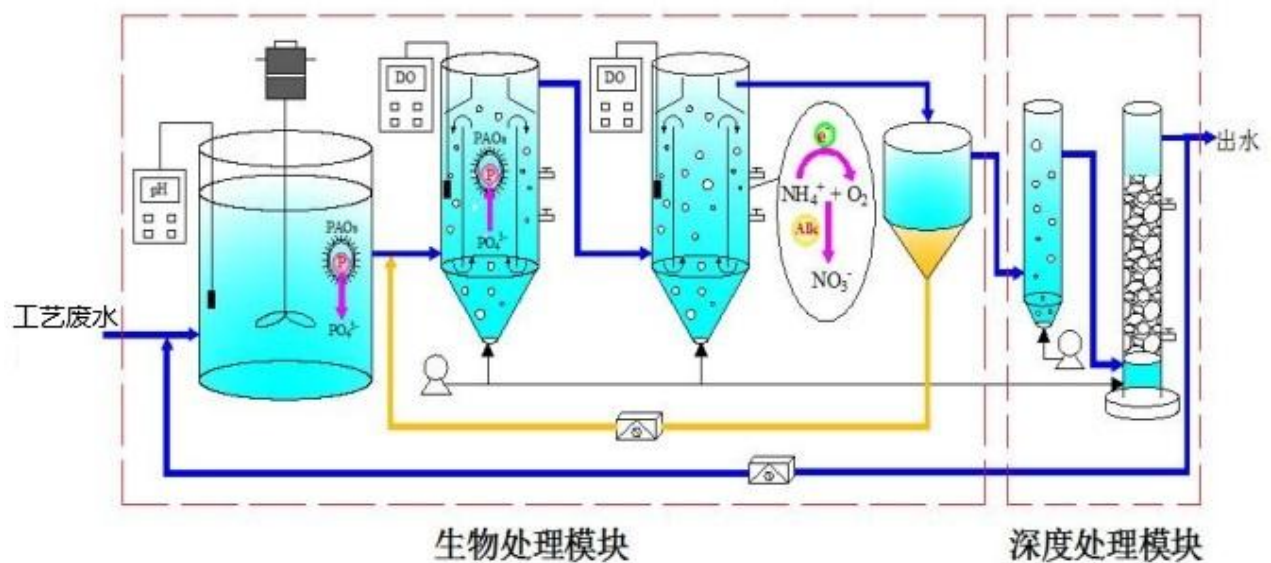 DO
DO
pH
PAOs
P
PO₄³⁻
PAOs
P
PO₄³⁻
e⁻
NH₄⁺ + O₂
NO₃⁻
出水
工艺废水
生物处理模块
深度处理模块